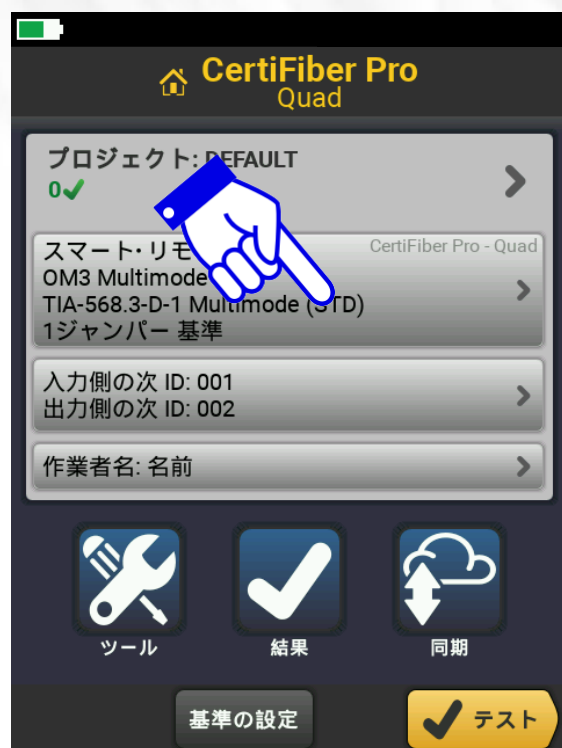 CertiFiber Pro
Quad
プロジェクト: DEFAULT
0
スマート・リモ
CertiFiber Pro - Quad
OM3 Multimode
TIA-568.3-D-1 Multimode (STD)
1ジャンパー 基準
入力側の次 ID: 001
出力側の次 ID: 002
作業者名: 名前
ツール
結果
同期
基準の設定
テスト